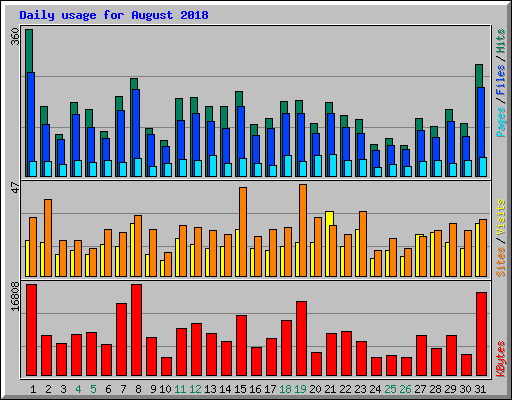 Daily usage for August 2018
360
Pages / Files / Hits
47
Sites / Visits
16808
KBytes
1 2 3 4 5 6 7 8 9 10 11 12 13 14 15 16 17 18 19 20 21 22 23 24 25 26 27 28 29 30 31